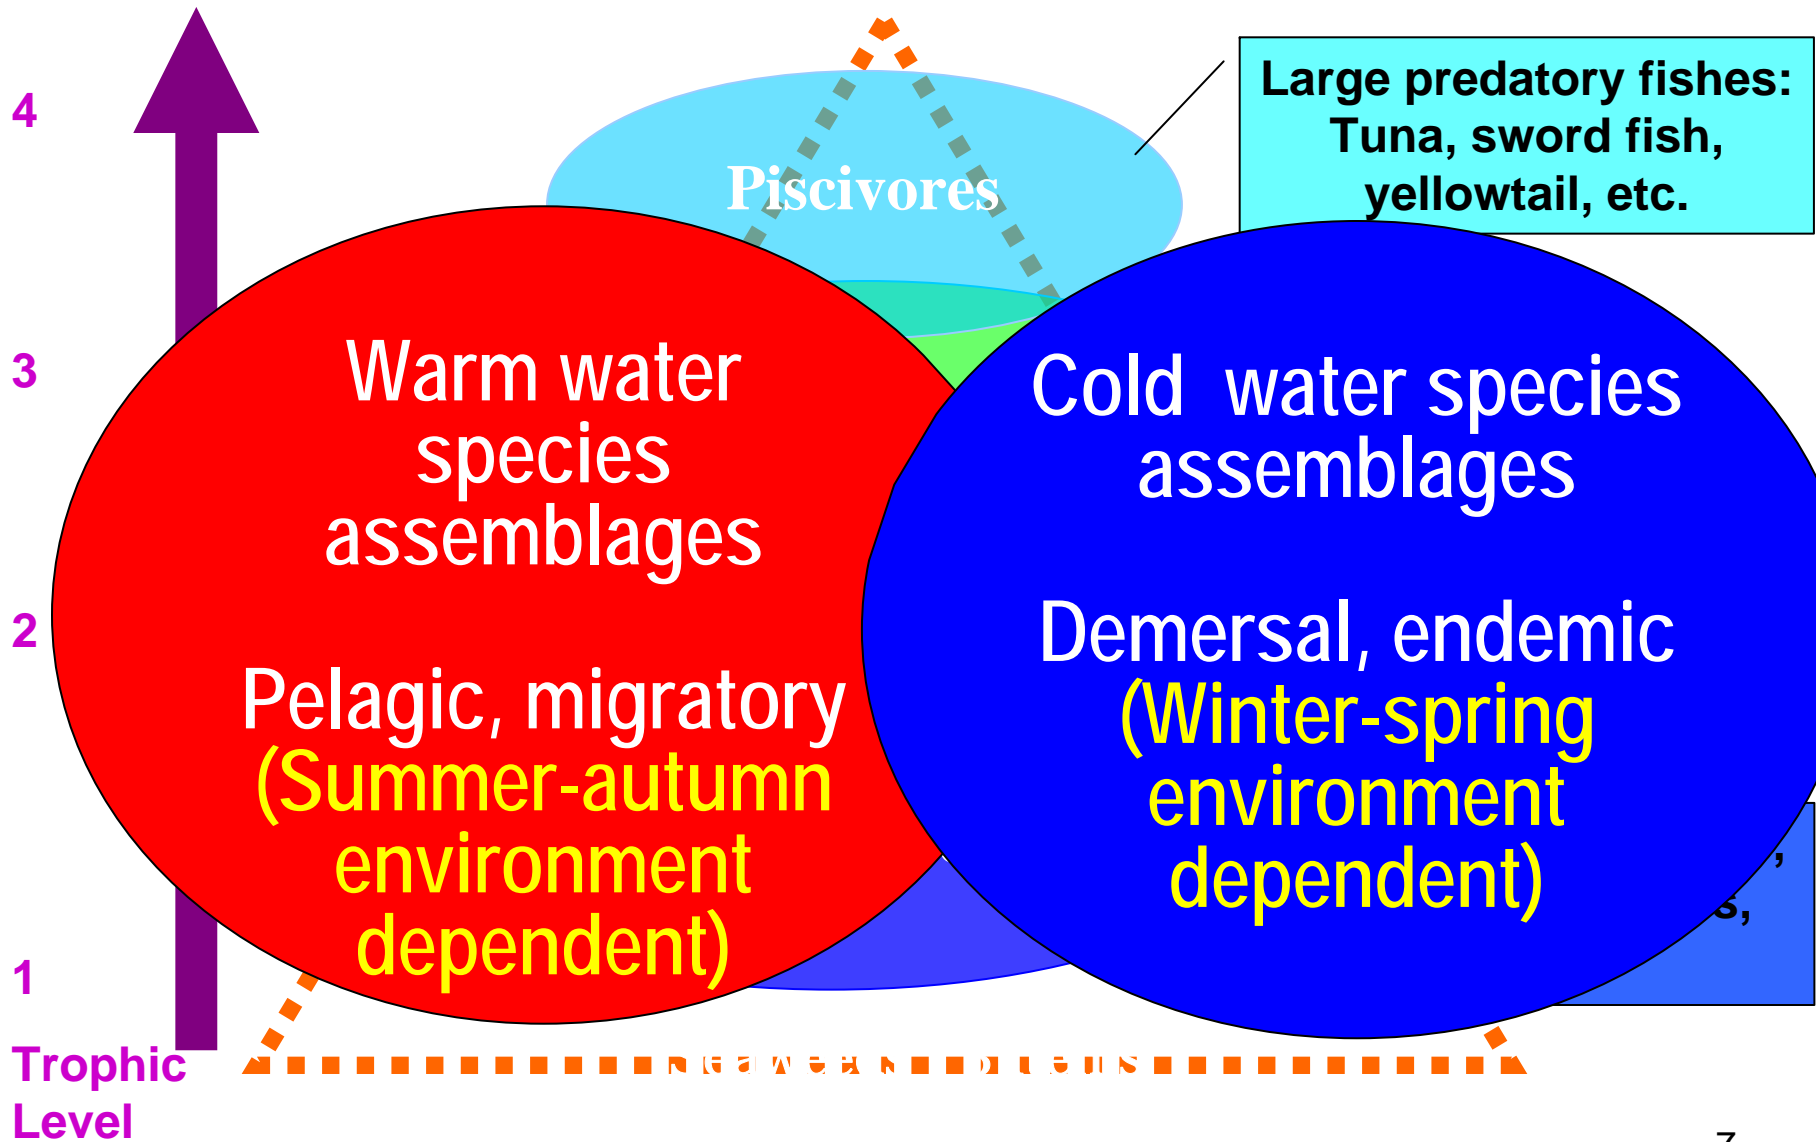 4
Large predatory fishes:
Tuna, sword fish,
yellowtail, etc.
Piscivores
3
Warm water
species
assemblages
Pelagic, migratory
(Summer-autumn
environment
dependent)
Cold water species
assemblages
Demersal, endemic
(Winter-spring
environment
dependent)
2
1
Trophic
Level
7